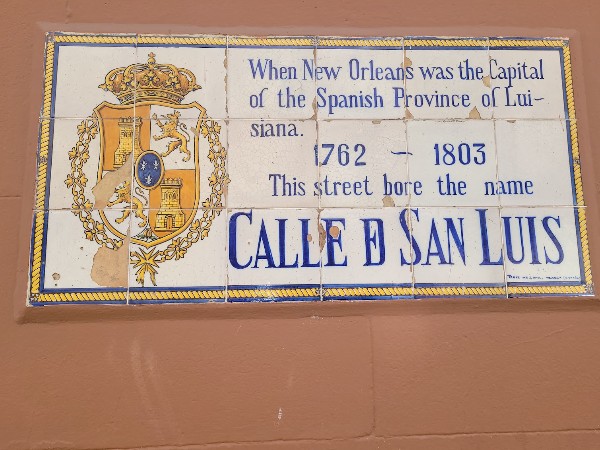 When New Orleans was the Capital
of the Spanish Province of Lui-
siana.
1762 – 1803
This street bore the name
CALLE D SAN LUIS